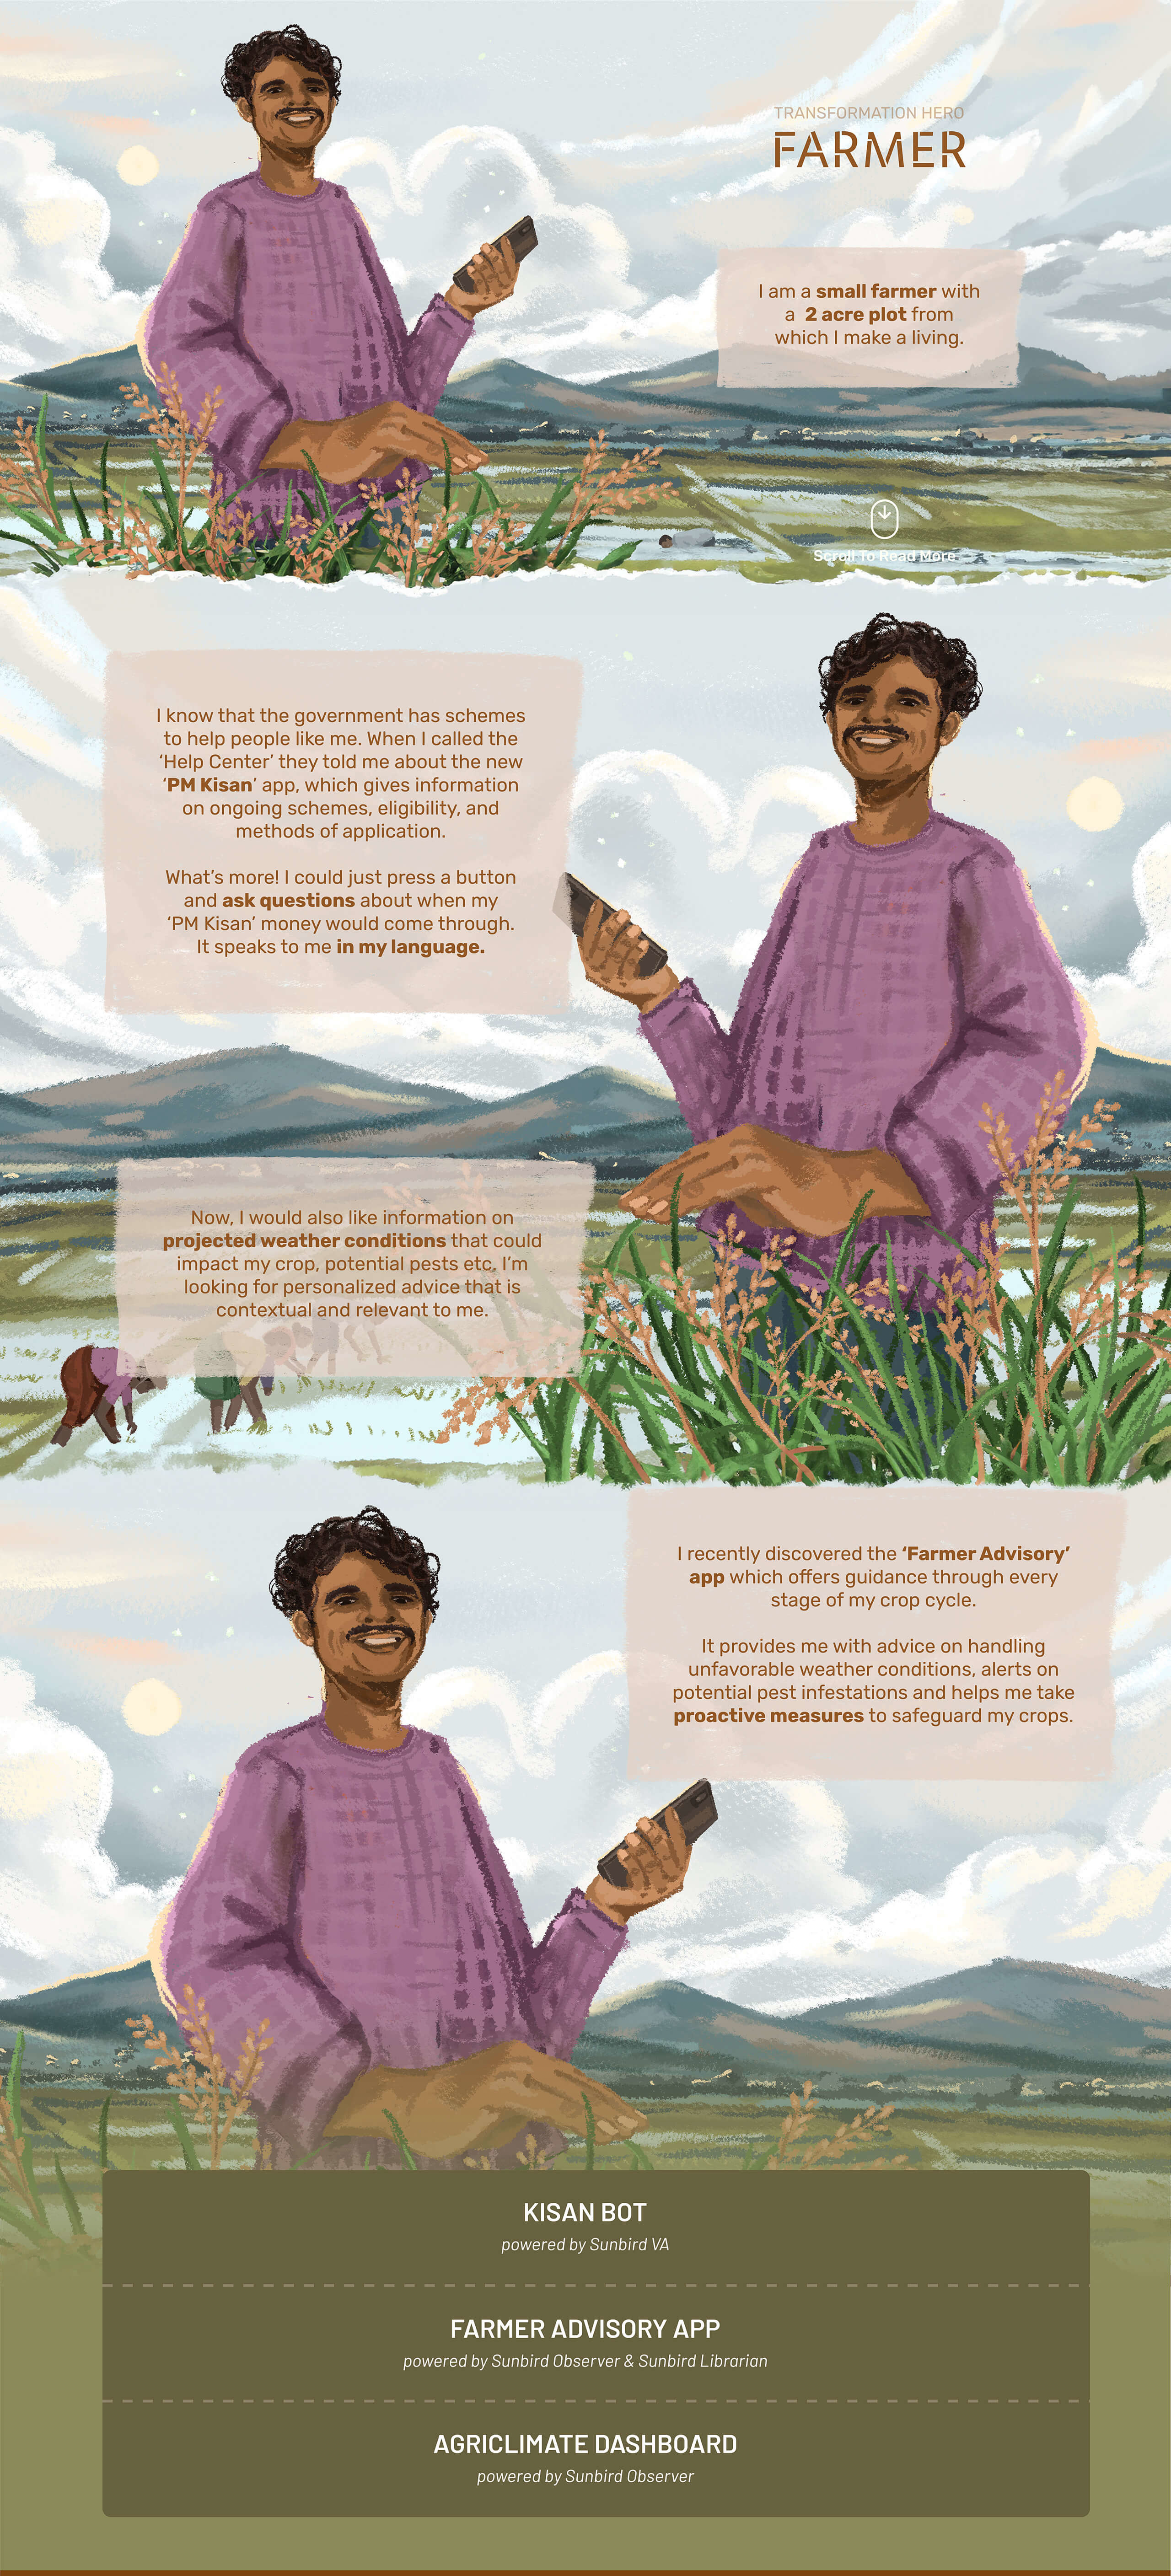 TRANSFORMATION HERO
FARMER
I am a small farmer with
a 2 acre plot from
which I make a living.
Scroll To Read More
I know that the government has schemes
to help people like me. When I called the
‘Help Center’ they told me about the new
‘PM Kisan’ app, which gives information
on ongoing schemes, eligibility, and
methods of application.
What’s more! I could just press a button
and ask questions about when my
‘PM Kisan’ money would come through.
It speaks to me in my language.
Now, I would also like information on
projected weather conditions that could
impact my crop, potential pests etc. I’m
looking for personalized advice that is
contextual and relevant to me.
I recently discovered the ‘Farmer Advisory’
app which offers guidance through every
stage of my crop cycle.
It provides me with advice on handling
unfavorable weather conditions, alerts on
potential pest infestations and helps me take
proactive measures to safeguard my crops.
KISAN BOT
powered by Sunbird VA
FARMER ADVISORY APP
powered by Sunbird Observer & Sunbird Librarian
AGRICLIMATE DASHBOARD
powered by Sunbird Observer